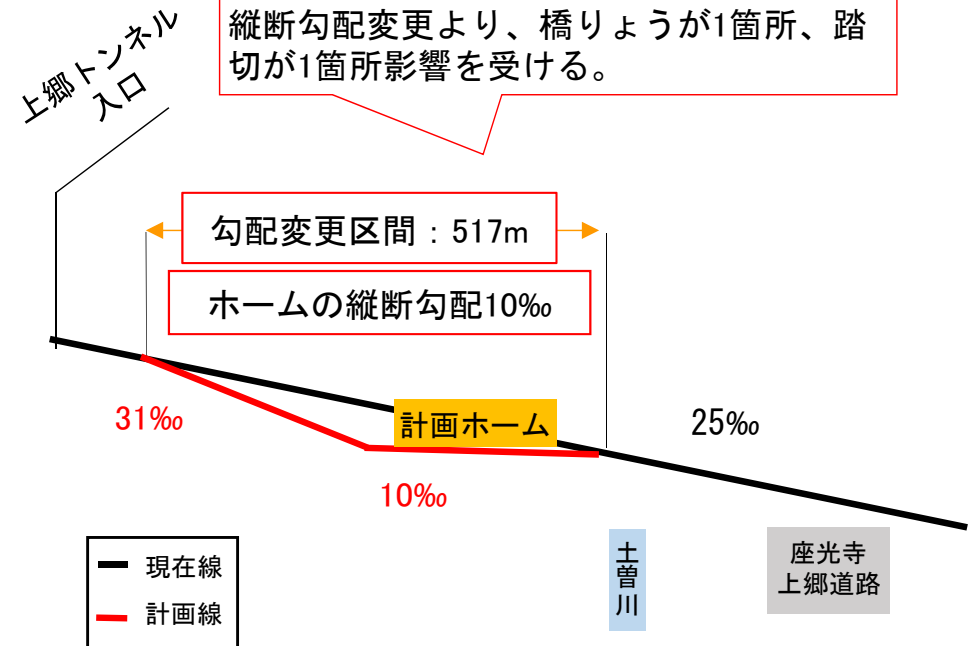 縦断勾配変更より、橋りょうが1箇所、踏
切が1箇所影響を受ける。
上郷トンネル
入口
勾配変更区間：517m
ホームの縦断勾配10‰
31‰
計画ホーム
25‰
10‰
現在線
計画線
土曽川
座光寺
上郷道路